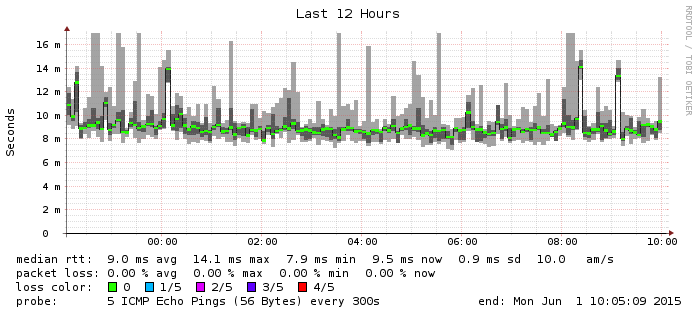 Last 12 Hours
RRDTOOL / TOBI OETIKER
Seconds
16 m
14 m
12 m
10 m
8 m
6 m
4 m
2 m
0
00:00 02:00 04:00 06:00 08:00 10:00
median rtt: 9.0 ms avg 14.1 ms max 7.9 ms min 9.5 ms now 0.9 ms sd 10.0 am/s
packet loss: 0.00 % avg 0.00 % max 0.00 % min 0.00 % now
loss color: 0 1/5 2/5 3/5 4/5
probe: 5 ICMP Echo Pings (56 Bytes) every 300s end: Mon Jun 1 10:05:09 2015